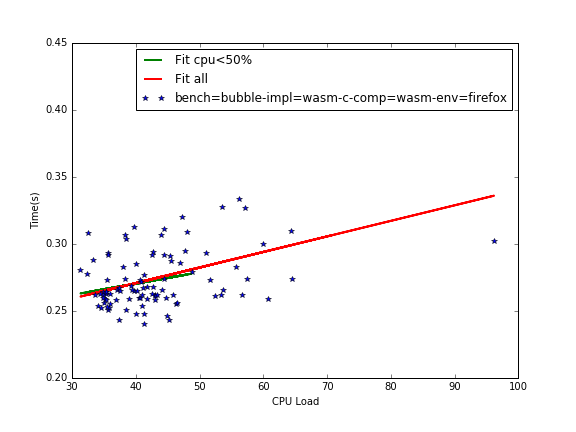 0.45
0.40
0.35
0.30
0.25
0.20
Time(s)
Fit cpu<50%
Fit all
bench=bubble-impl=wasm-c-comp=wasm-env=firefox
30 40 50 60 70 80 90 100
CPU Load